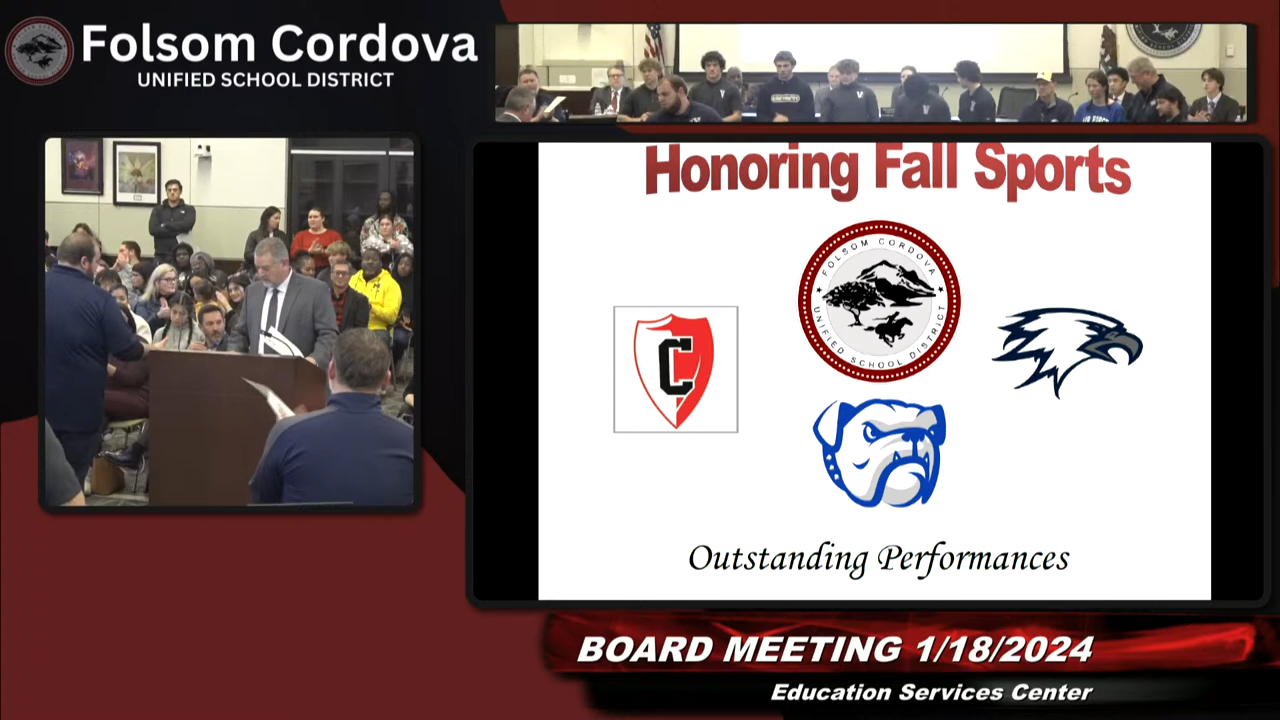 Folsom Cordova
UNIFIED SCHOOL DISTRICT
Honoring Fall Sports
FOLSOM CORDOVA
UNIFIED SCHOOL DISTRICT
C
Outstanding Performances
BOARD MEETING 1/18/2024
Education Services Center